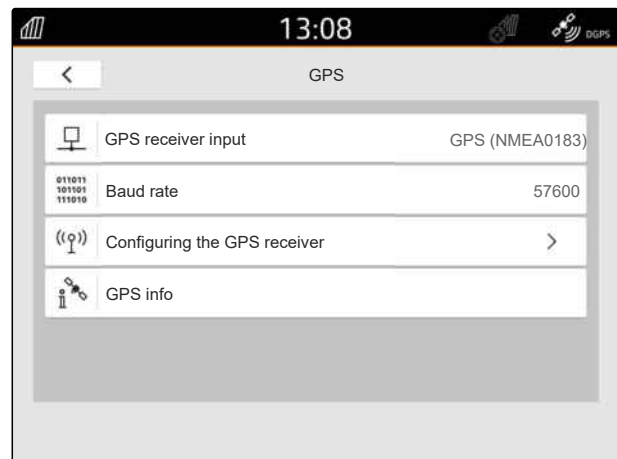 13:08
DGPS
GPS
GPS receiver input GPS (NMEA0183)
011011
101101
111010
Baud rate 57600
Configuring the GPS receiver
GPS info